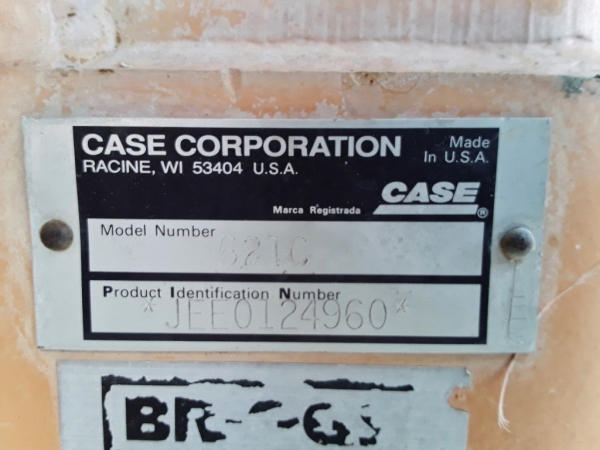 CASE CORPORATION
RACINE, WI 53404 U.S.A.
Made
In U.S.A.
CASE
®
Marca Registrada
Model Number
621C
Product Identification Number
*JEE0124960*